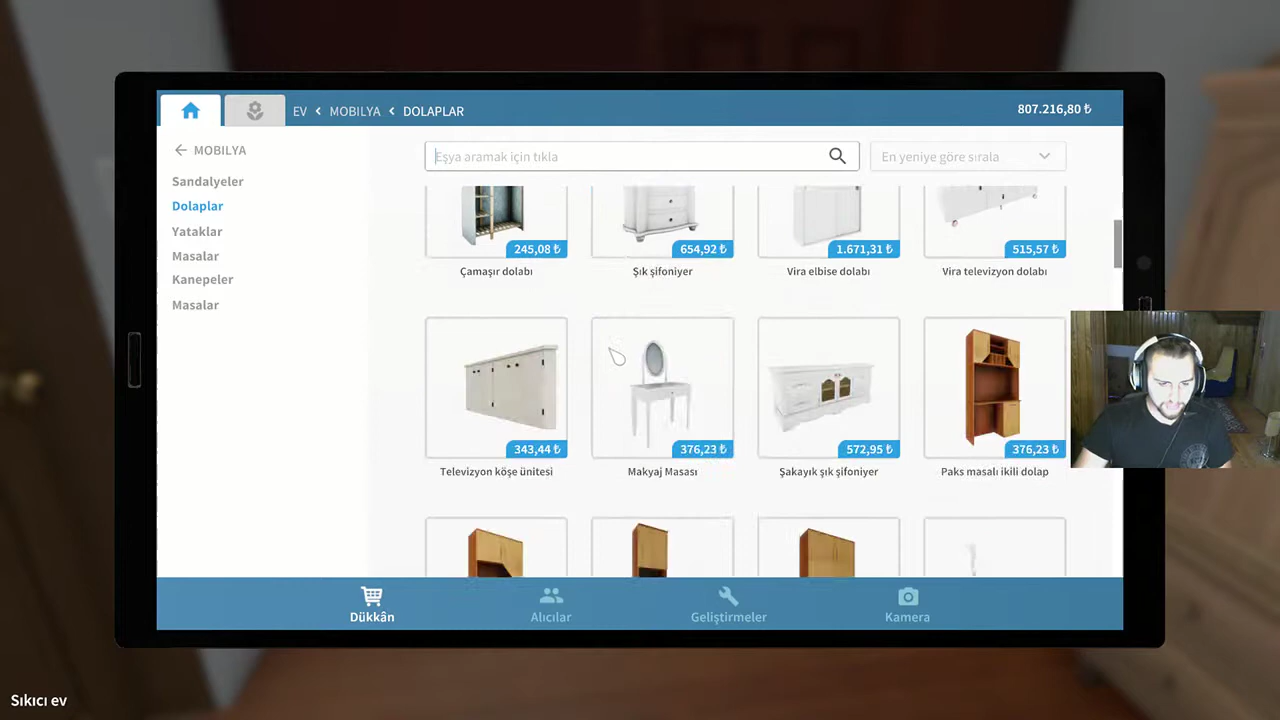 EV < MOBILYA < DOLAPLAR
807.216,80 ₺
MOBILYA
Eşya aramak için tıkla
En yeniye göre sırala
Sandalyeler
Dolaplar
Yataklar
Masalar
Kanepeler
Masalar
245,08 ₺
654,92 ₺
1.671,31 ₺
515,57 ₺
Çamaşır dolabı
Şık şifoniyer
Vira elbise dolabı
Vira televizyon dolabı
343,44 ₺
376,23 ₺
572,95 ₺
376,23 ₺
Televizyon köşe ünitesi
Makyaj Masası
Şakayık şık şifoniyer
Paks masalı ikili dolap
Dükkân
Alıcılar
Geliştirmeler
Kamera
Sıkıcı ev